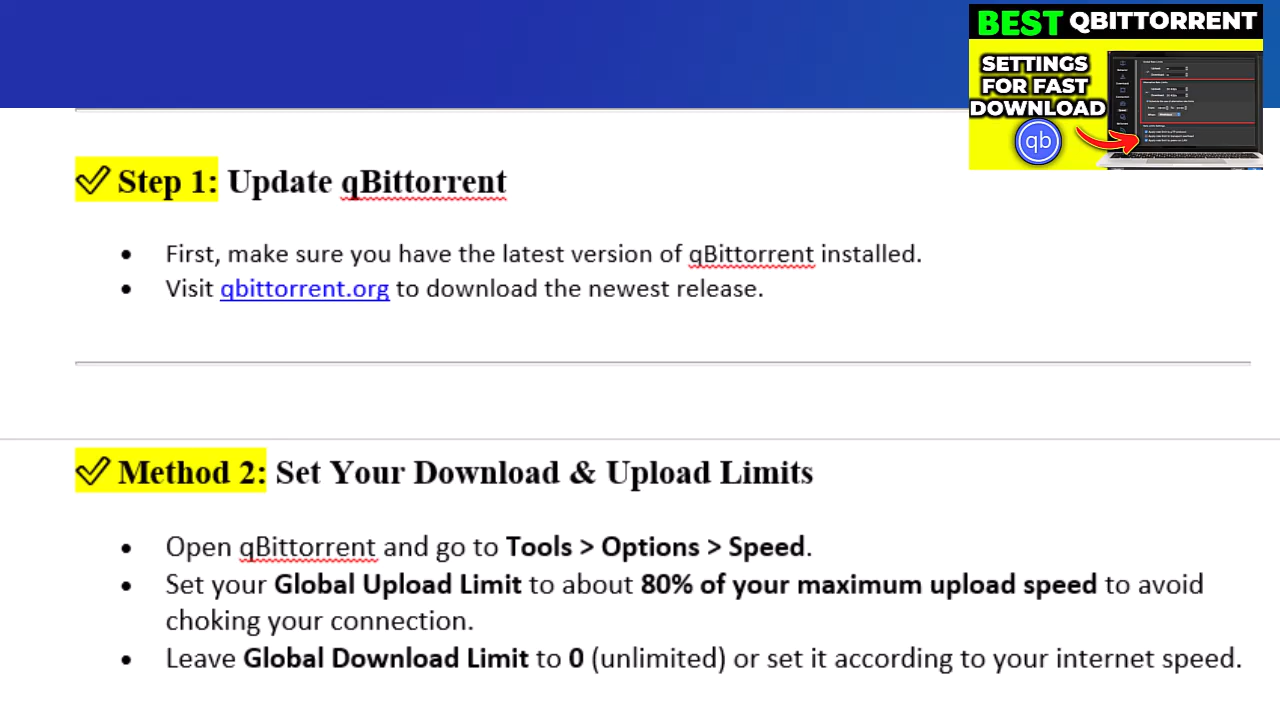 BEST QBITTORRENT
SETTINGS
FOR FAST
DOWNLOAD
qb
Step 1: Update qBittorrent
• First, make sure you have the latest version of qBittorrent installed.
• Visit qbittorrent.org to download the newest release.
Method 2: Set Your Download & Upload Limits
• Open qBittorrent and go to Tools > Options > Speed.
• Set your Global Upload Limit to about 80% of your maximum upload speed to avoid
choking your connection.
• Leave Global Download Limit to 0 (unlimited) or set it according to your internet speed.